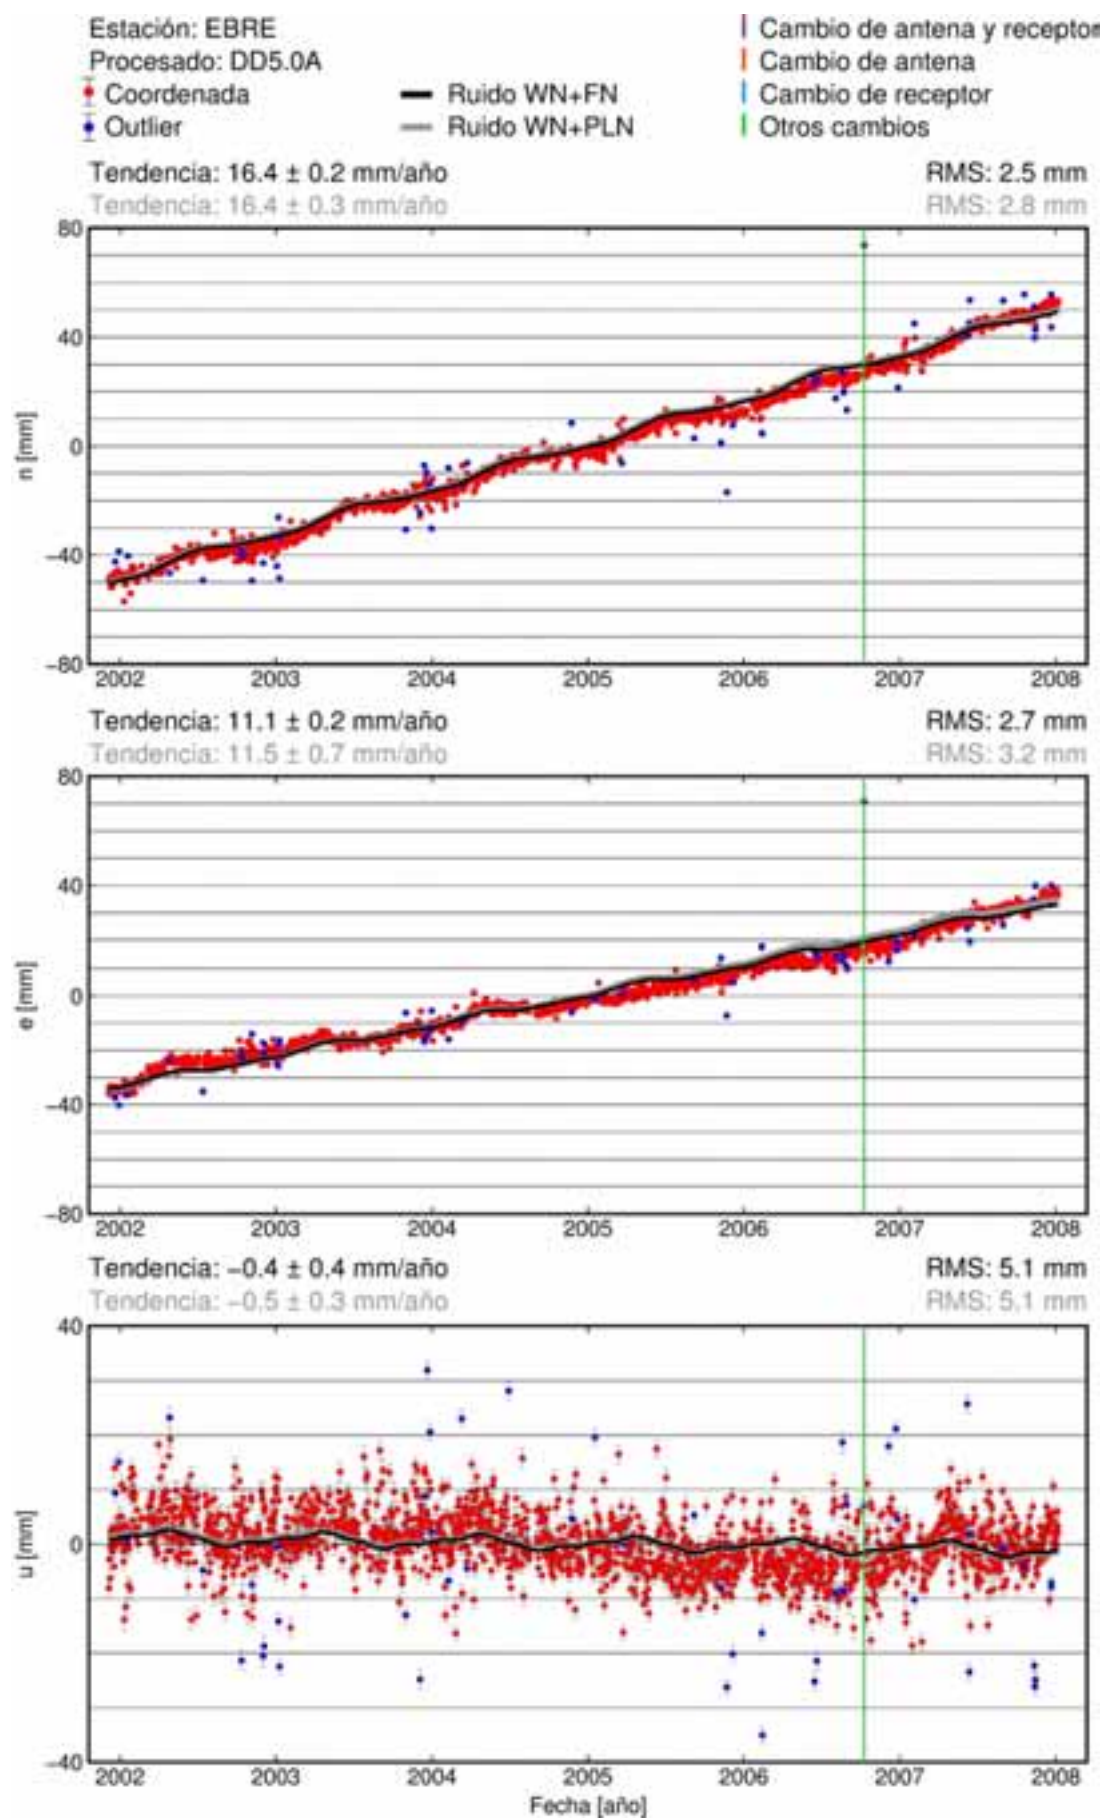 Estación: EBRE
Procesado: DD5.0A
Coordenada
Outlier
Ruido WN+FN
Ruido WN+PLN
Cambio de antena y receptor
Cambio de antena
Cambio de receptor
Otros cambios
Tendencia: 16.4 ± 0.2 mm/año RMS: 2.5 mm
Tendencia: 16.4 ± 0.3 mm/año RMS: 2.8 mm
80
40
0
−40
−80
n [mm]
2002 2003 2004 2005 2006 2007 2008
Tendencia: 11.1 ± 0.2 mm/año RMS: 2.7 mm
Tendencia: 11.5 ± 0.7 mm/año RMS: 3.2 mm
80
40
0
−40
−80
e [mm]
2002 2003 2004 2005 2006 2007 2008
Tendencia: −0.4 ± 0.4 mm/año RMS: 5.1 mm
Tendencia: −0.5 ± 0.3 mm/año RMS: 5.1 mm
40
0
−40
u [mm]
2002 2003 2004 2005 2006 2007 2008
Fecha [año]